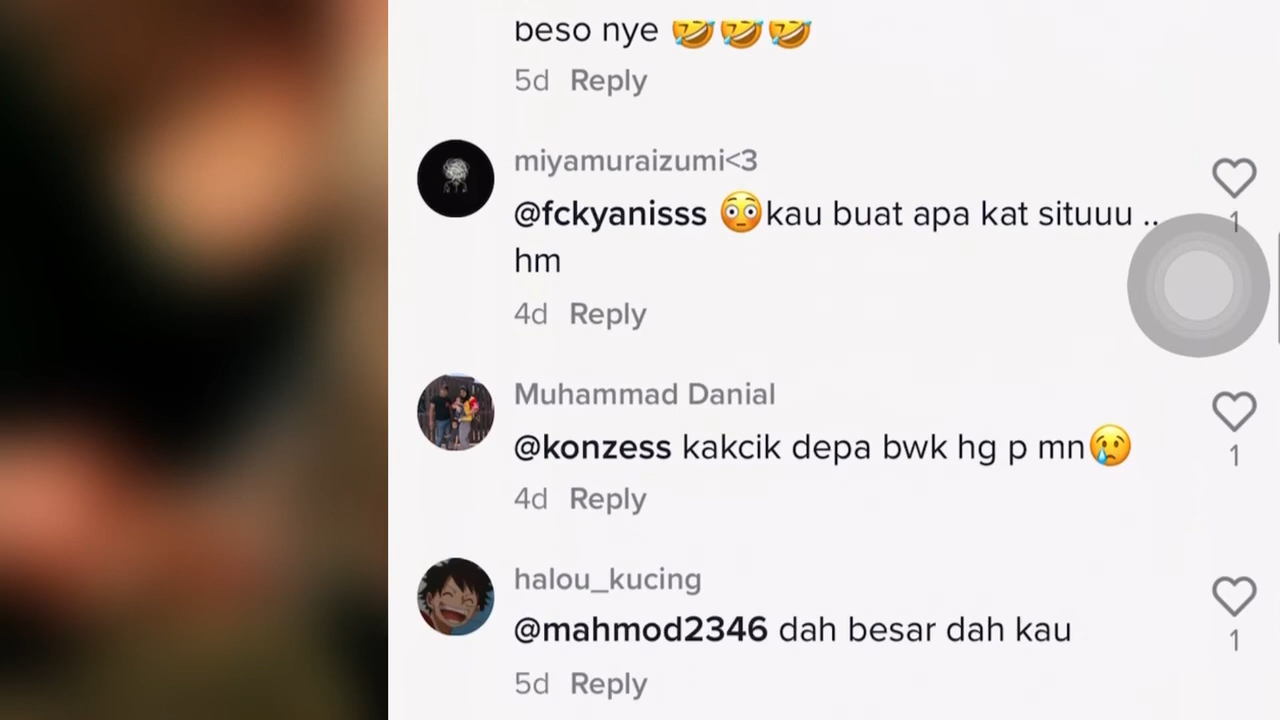 beso nye 🤣🤣🤣
5d Reply
miyamuraizumi<3
@fckyanisss 😳kau buat apa kat situuu ..
1
hm
4d Reply
Muhammad Danial
@konzess kakcik depa bwk hg p mn😢
1
4d Reply
halou_kucing
@mahmod2346 dah besar dah kau
1
5d Reply